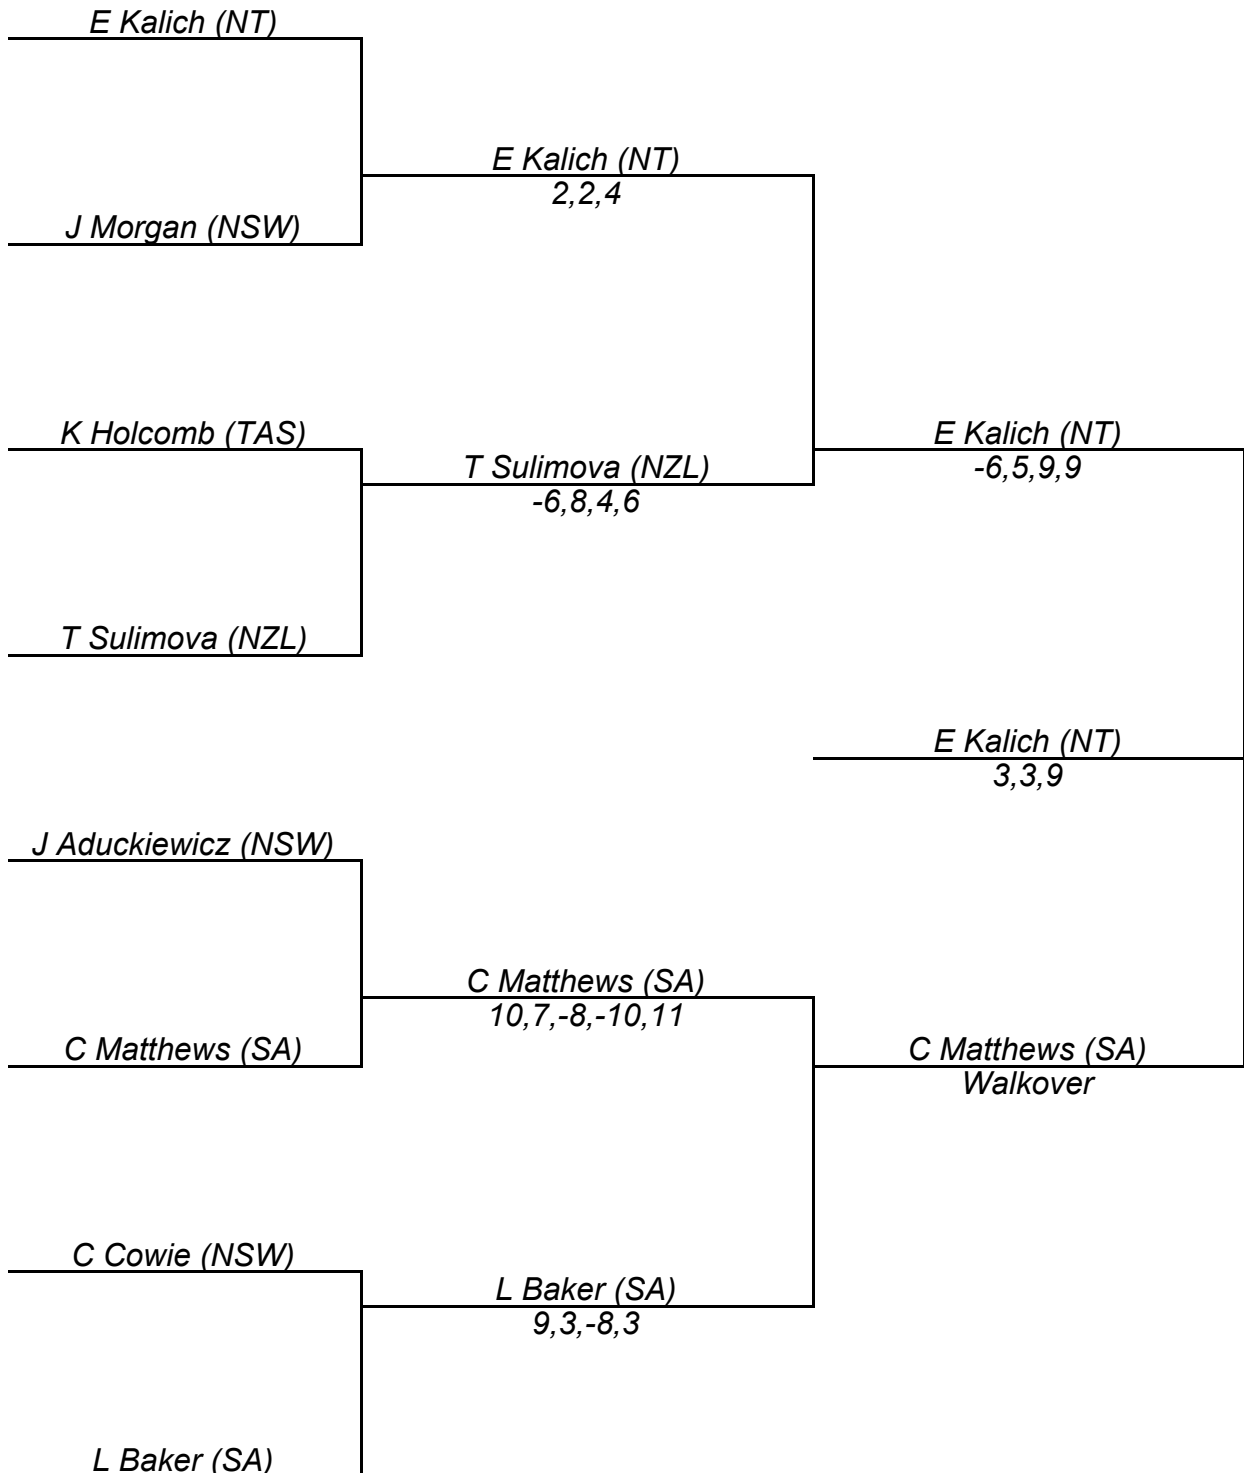 E Kalich (NT)
E Kalich (NT)
2,2,4
J Morgan (NSW)
K Holcomb (TAS)
E Kalich (NT)
-6,5,9,9
T Sulimova (NZL)
-6,8,4,6
T Sulimova (NZL)
E Kalich (NT)
3,3,9
J Aduckiewicz (NSW)
C Matthews (SA)
10,7,-8,-10,11
C Matthews (SA)
C Matthews (SA)
Walkover
C Cowie (NSW)
L Baker (SA)
9,3,-8,3
L Baker (SA)